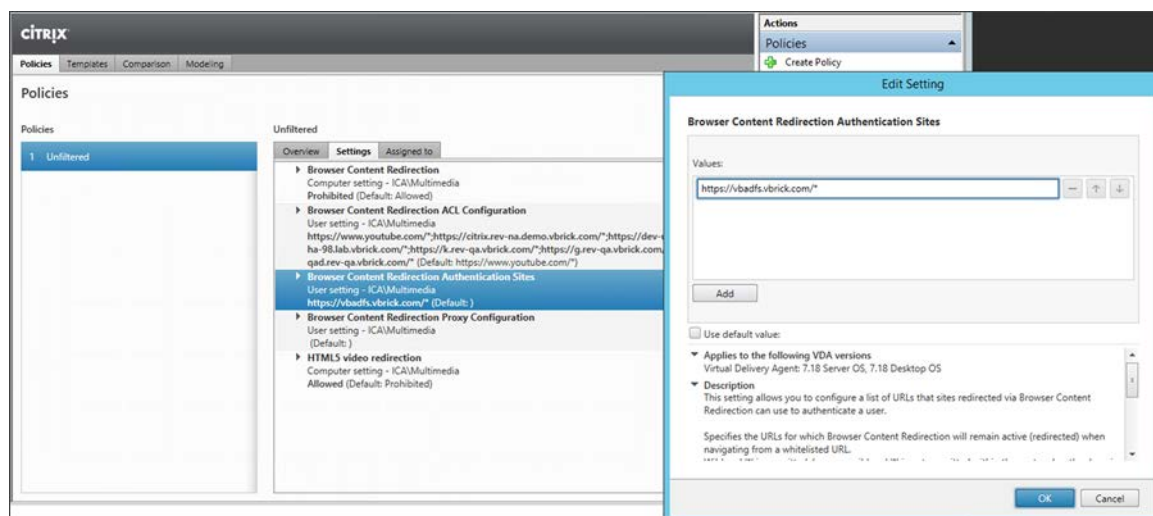 CİTRIX
Policies Templates Comparison Modeling
Policies
Policies
1 Unfiltered
Unfiltered
Overview Settings Assigned to
Browser Content Redirection
Computer setting - ICA\Multimedia
Prohibited (Default: Allowed)
Browser Content Redirection ACL Configuration
User setting - ICA\Multimedia
https://www.youtube.com/*;https://citrix.rev-na.demo.vbrick.com/*;https://dev-
ha-98.lab.vbrick.com/*;https://k.rev-qa.vbrick.com/*;https://g.rev-qa.vbrick.com/
qad.rev-qa.vbrick.com/* (Default: https://www.youtube.com/*)
Browser Content Redirection Authentication Sites
User setting - ICA\Multimedia
https://vbadfs.vbrick.com/* (Default: )
Browser Content Redirection Proxy Configuration
User setting - ICA\Multimedia
(Default: )
HTML5 video redirection
Computer setting - ICA\Multimedia
Allowed (Default: Prohibited)
Actions
Policies
Create Policy
Edit Setting
Browser Content Redirection Authentication Sites
Values:
https://vbadfs.vbrick.com/*
Add
Use default value:
Applies to the following VDA versions
Virtual Delivery Agent: 7.18 Server OS, 7.18 Desktop OS
Description
This setting allows you to configure a list of URLs that sites redirected via Browser Content
Redirection can use to authenticate a user.
Specifies the URLs for which Browser Content Redirection will remain active (redirected) when
navigating from a whitelisted URL.
OK Cancel